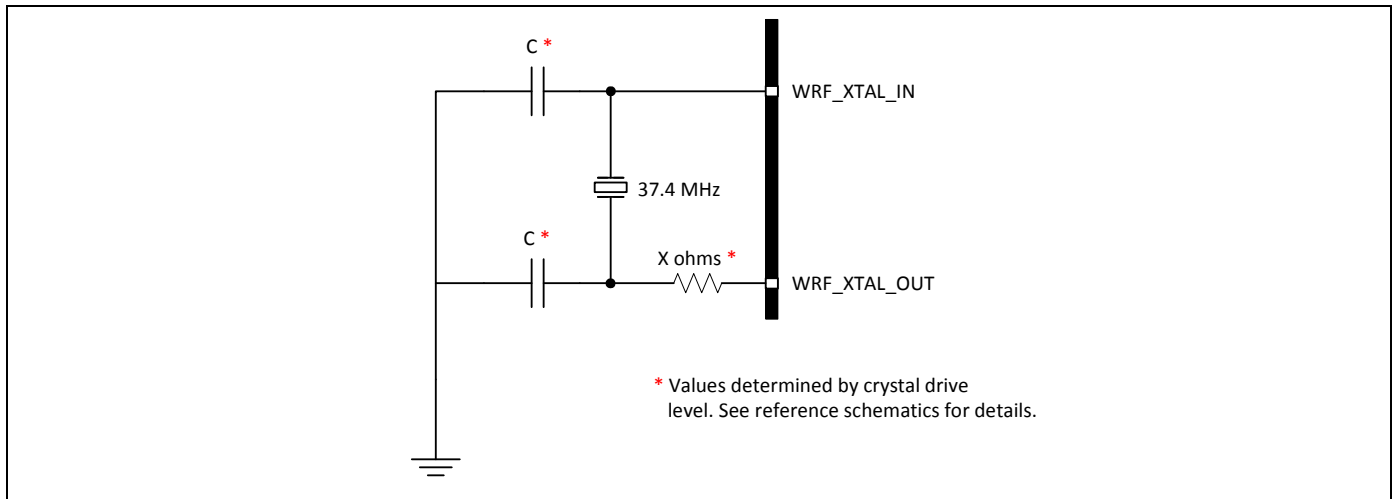 C *
WRF_XTAL_IN
37.4 MHz
C *
X ohms *
WRF_XTAL_OUT
* Values determined by crystal drive
level. See reference schematics for details.